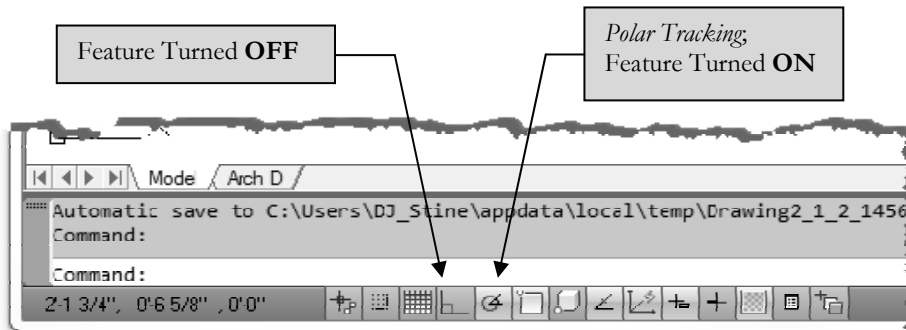 Feature Turned OFF
Polar Tracking;
Feature Turned ON
Model
Arch D
Automatic save to C:\Users\DJ_Stine\appdata\local\temp\Drawing2_1_2_1456
Command:
Command:
2'-1 3/4", 0'-6 5/8" , 0'-0"